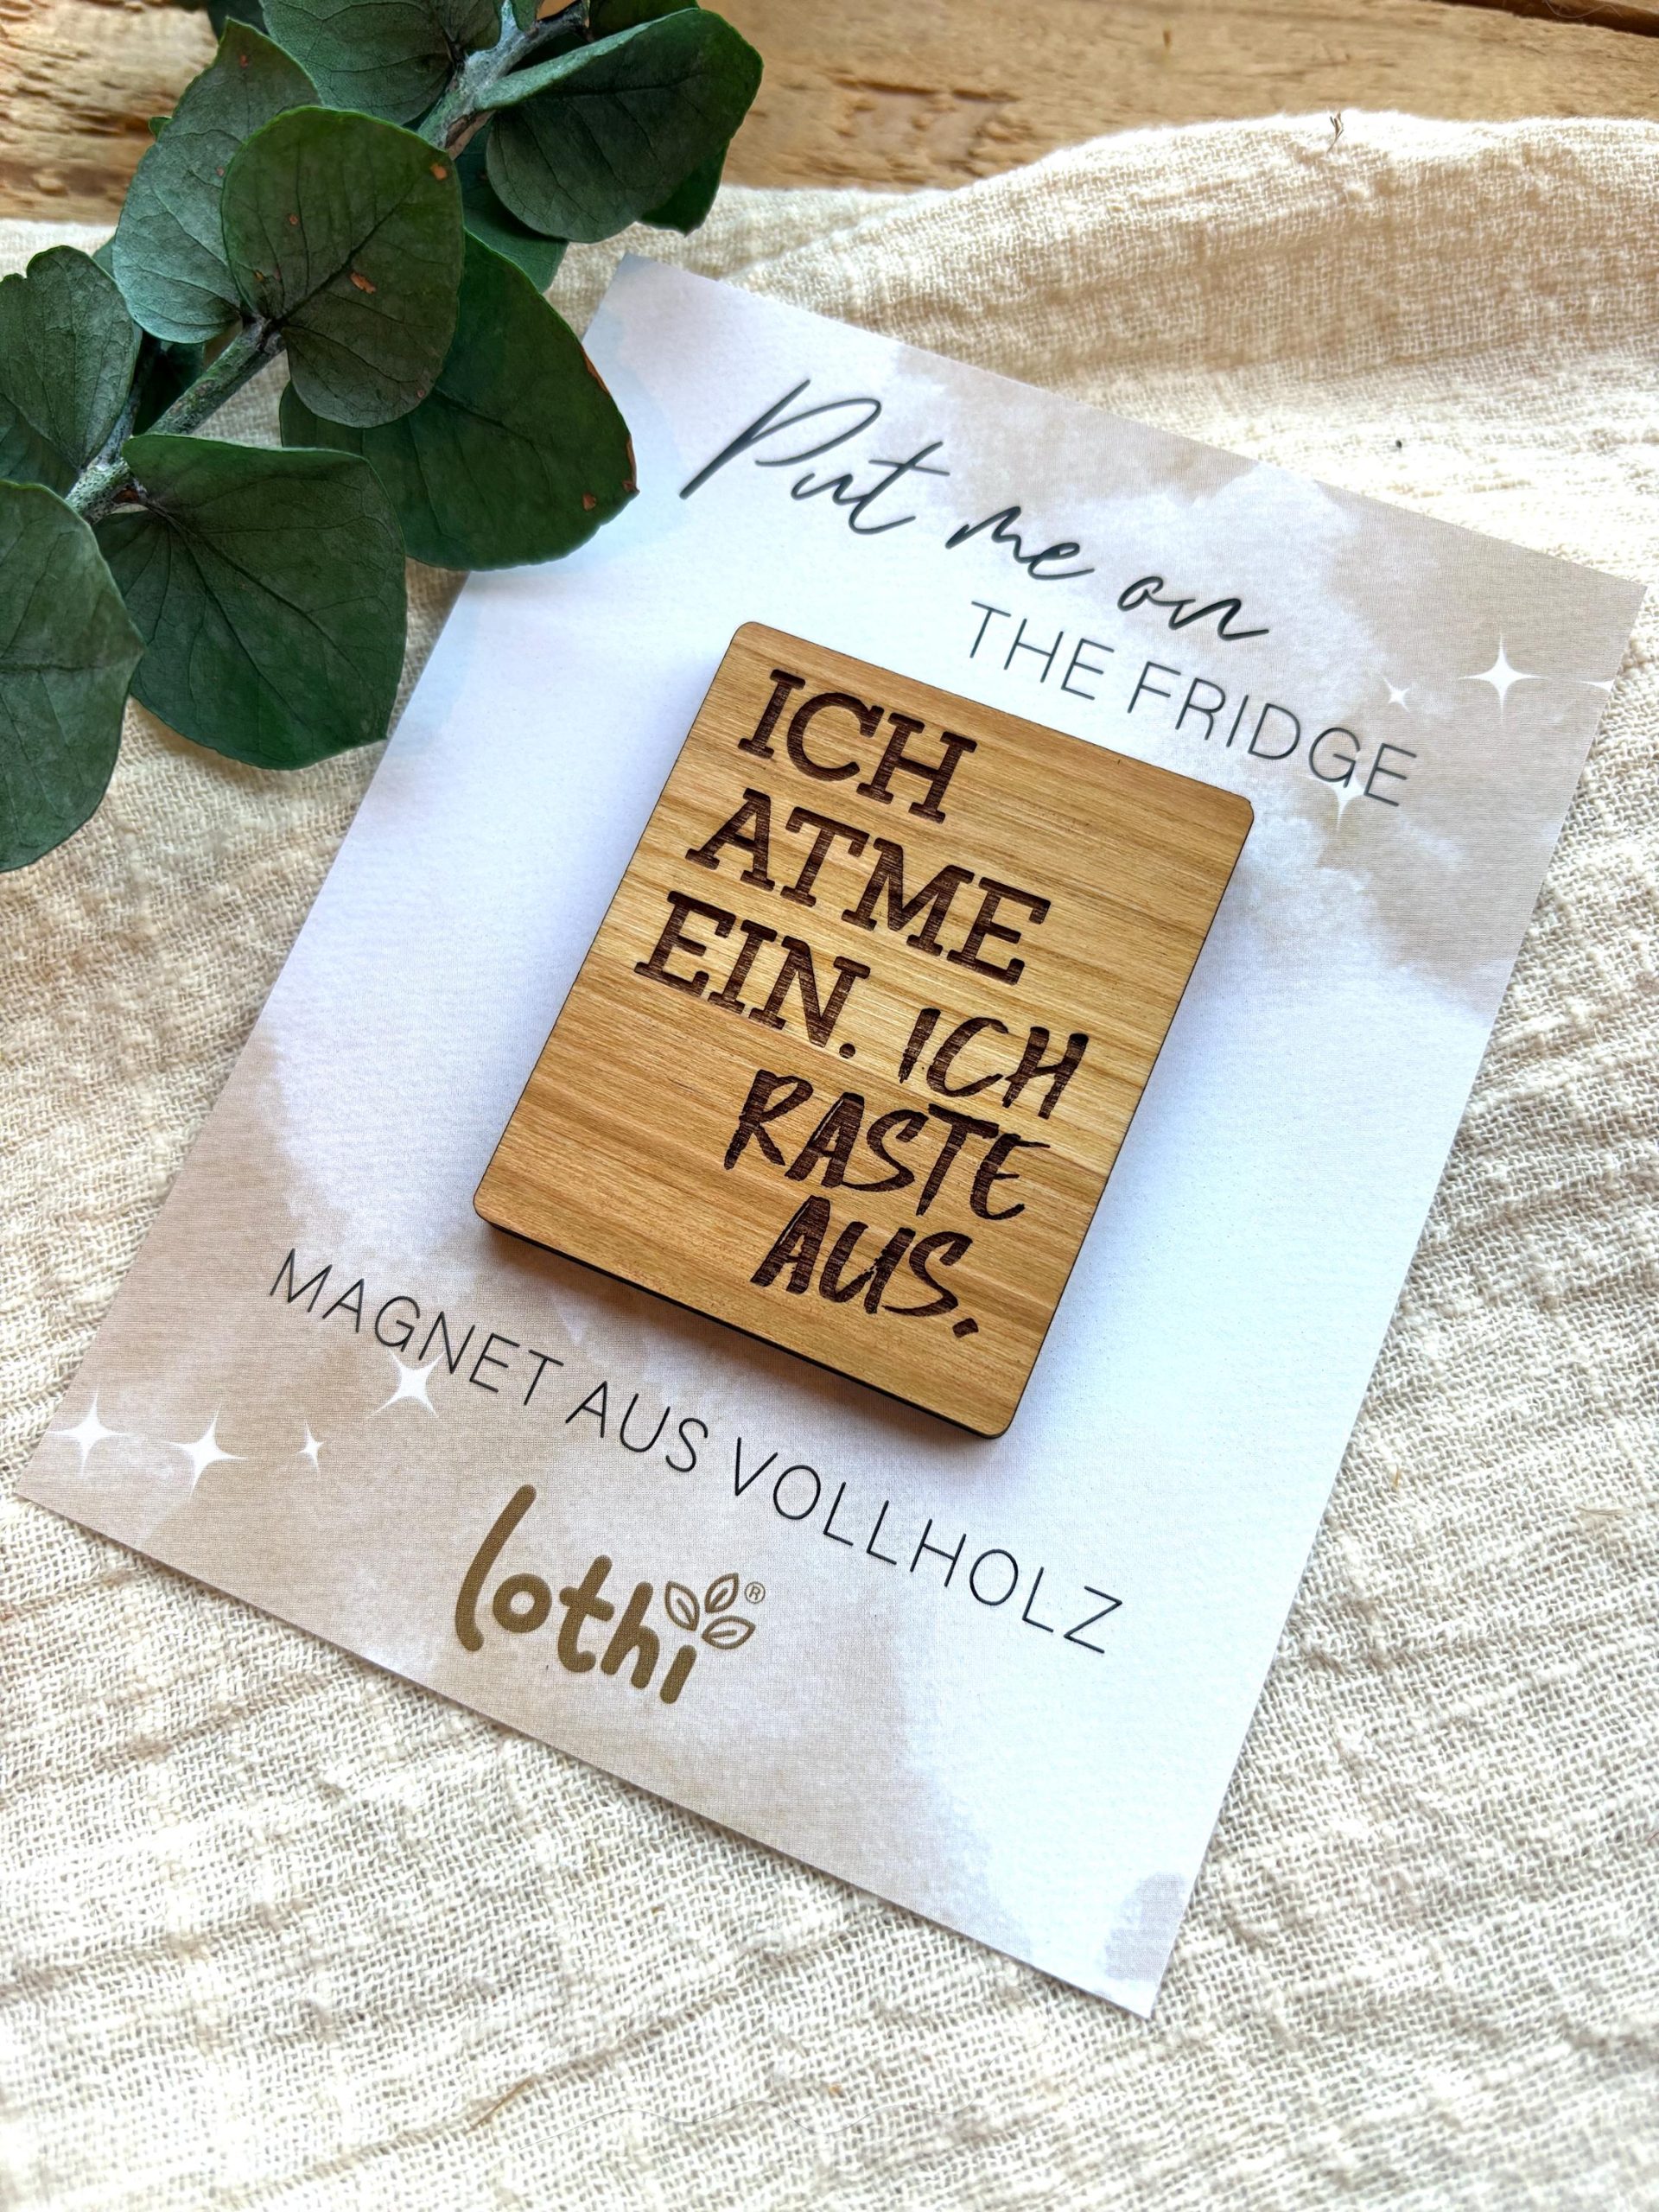 Put me on
THE FRIDGE
ICH
ATME
EIN. ICH
RASTE
AUS.
MAGNET AUS VOLLHOLZ
lothi®